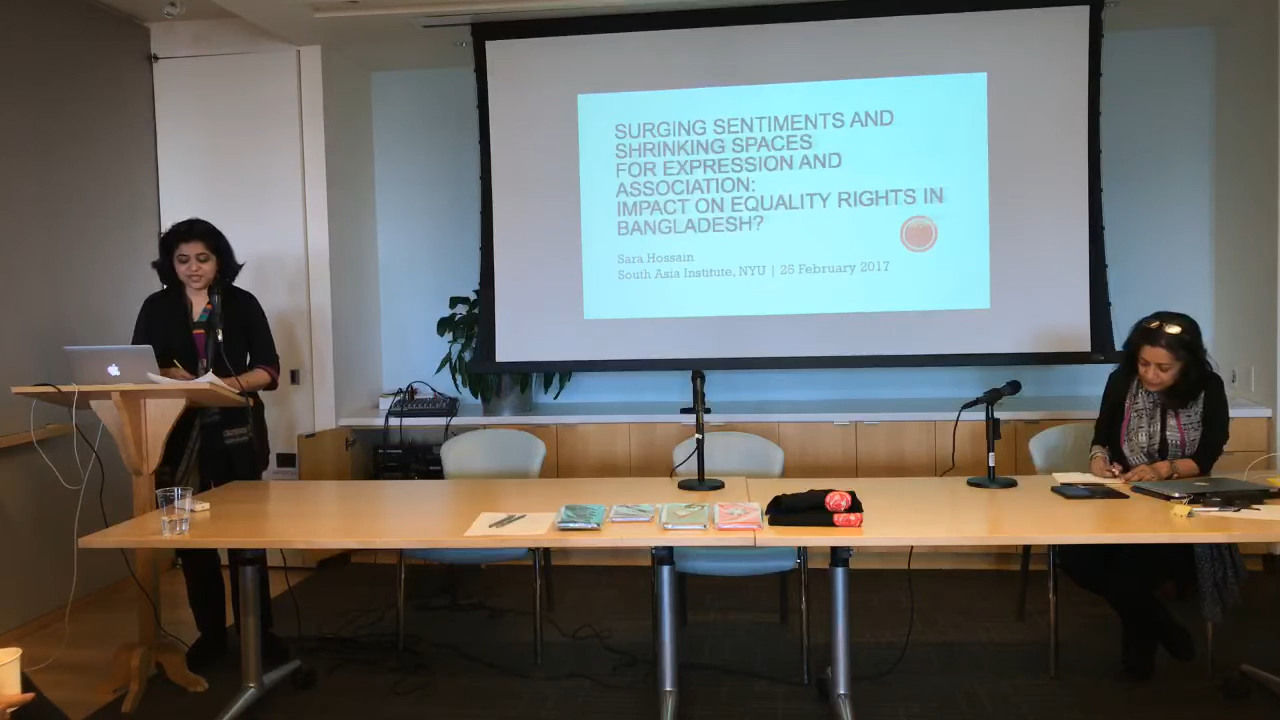 SURGING SENTIMENTS AND
SHRINKING SPACES
FOR EXPRESSION AND
ASSOCIATION:
IMPACT ON EQUALITY RIGHTS IN
BANGLADESH?
Sara Hossain
South Asia Institute, NYU | 25 February 2017